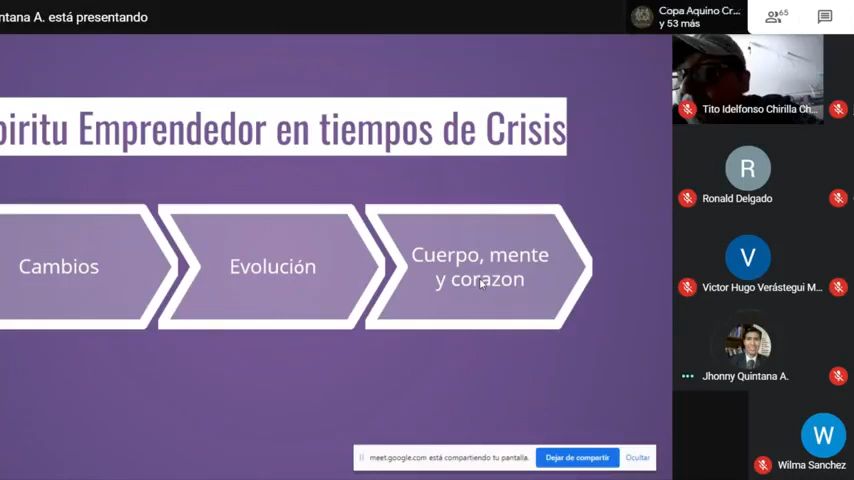 ntana A. está presentando
Copa Aquino Cr...
y 53 más
65
piritu Emprendedor en tiempos de Crisis
Cambios
Evolución
Cuerpo, mente
y corazon
Tito Idelfonso Chirilla Ch...
R
Ronald Delgado
V
Victor Hugo Verástegui M...
Jhonny Quintana A.
W
Wilma Sanchez
meet.google.com está compartiendo tu pantalla.
Dejar de compartir
Ocultar